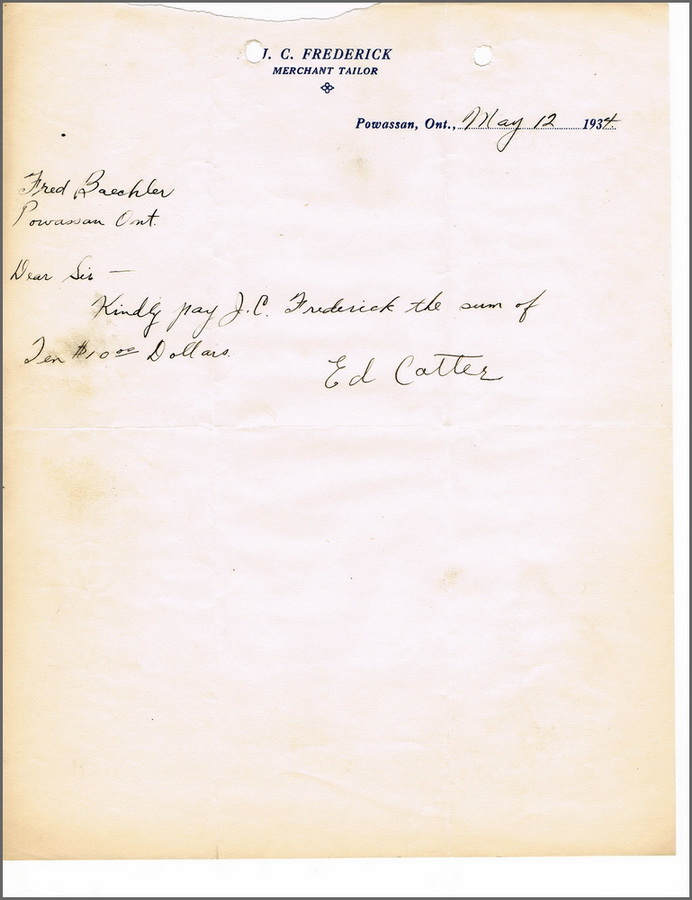 J. C. FREDERICK
MERCHANT TAILOR
Powassan, Ont., May 12 1934
Fred Baechler
Powassan Ont.
Dear Sir —
Kindly pay J.C. Frederick the sum of
Ten $10.00 Dollars.
Ed Catter